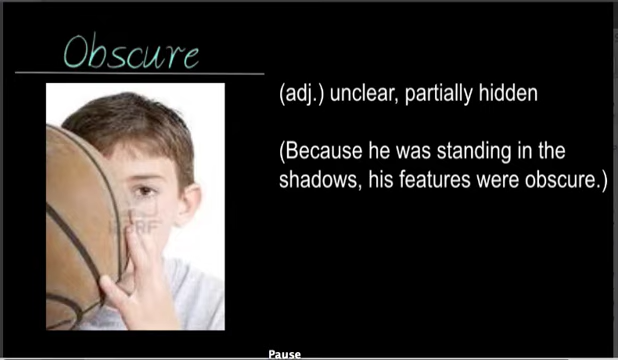 Obscure
(adj.) unclear, partially hidden
(Because he was standing in the
shadows, his features were obscure.)
Pause